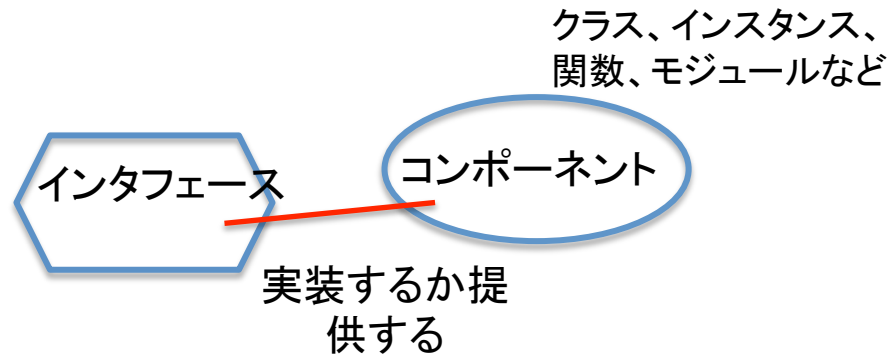 クラス、インスタンス、
関数、モジュールなど
インタフェース
コンポーネント
実装するか提
供する